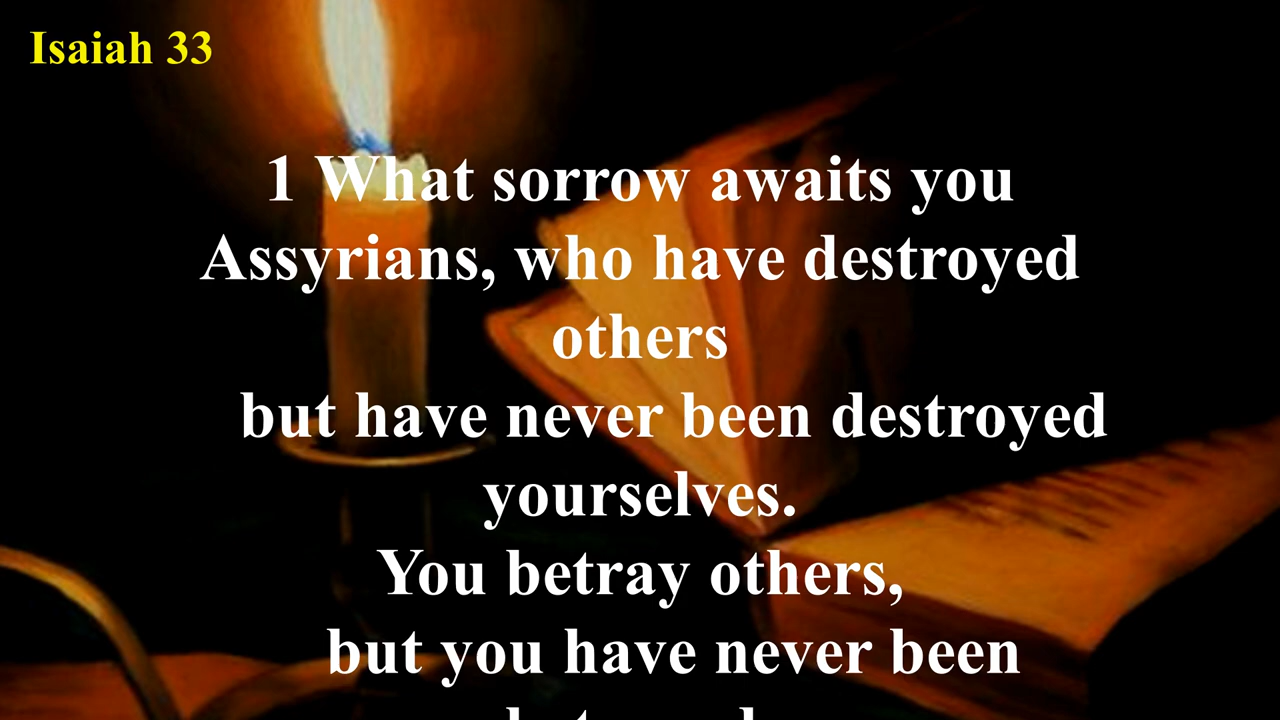 Isaiah 33
1 What sorrow awaits you
Assyrians, who have destroyed
others
but have never been destroyed
yourselves.
You betray others,
but you have never been